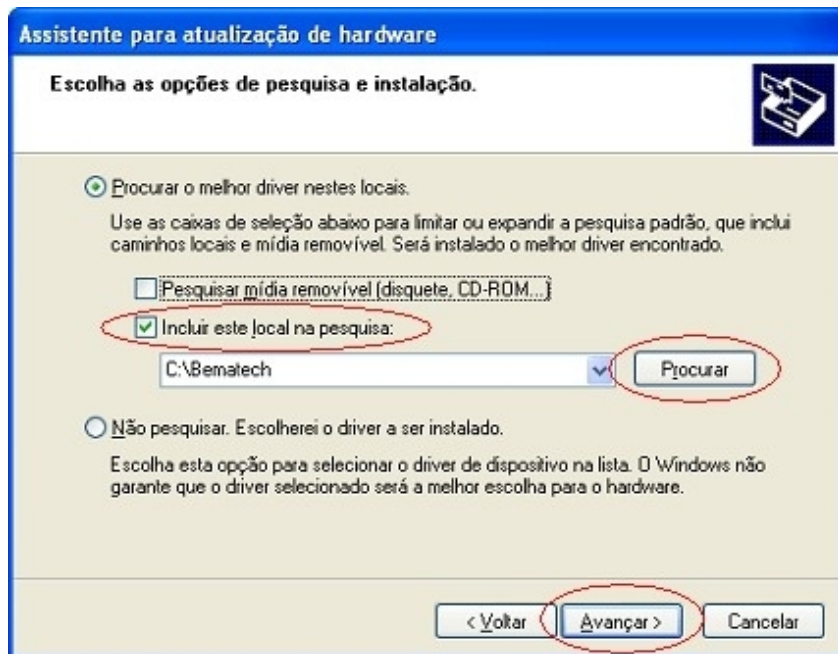 Assistente para atualização de hardware
Escolha as opções de pesquisa e instalação.
Procurar o melhor driver nestes locais.
Use as caixas de seleção abaixo para limitar ou expandir a pesquisa padrão, que inclui
caminhos locais e mídia removível. Será instalado o melhor driver encontrado.
Pesquisar mídia removível (disquete, CD-ROM...)
Incluir este local na pesquisa:
C:\Bematech
Procurar
Não pesquisar. Escolherei o driver a ser instalado.
Escolha esta opção para selecionar o driver de dispositivo na lista. O Windows não
garante que o driver selecionado será a melhor escolha para o hardware.
< Voltar
Avançar >
Cancelar